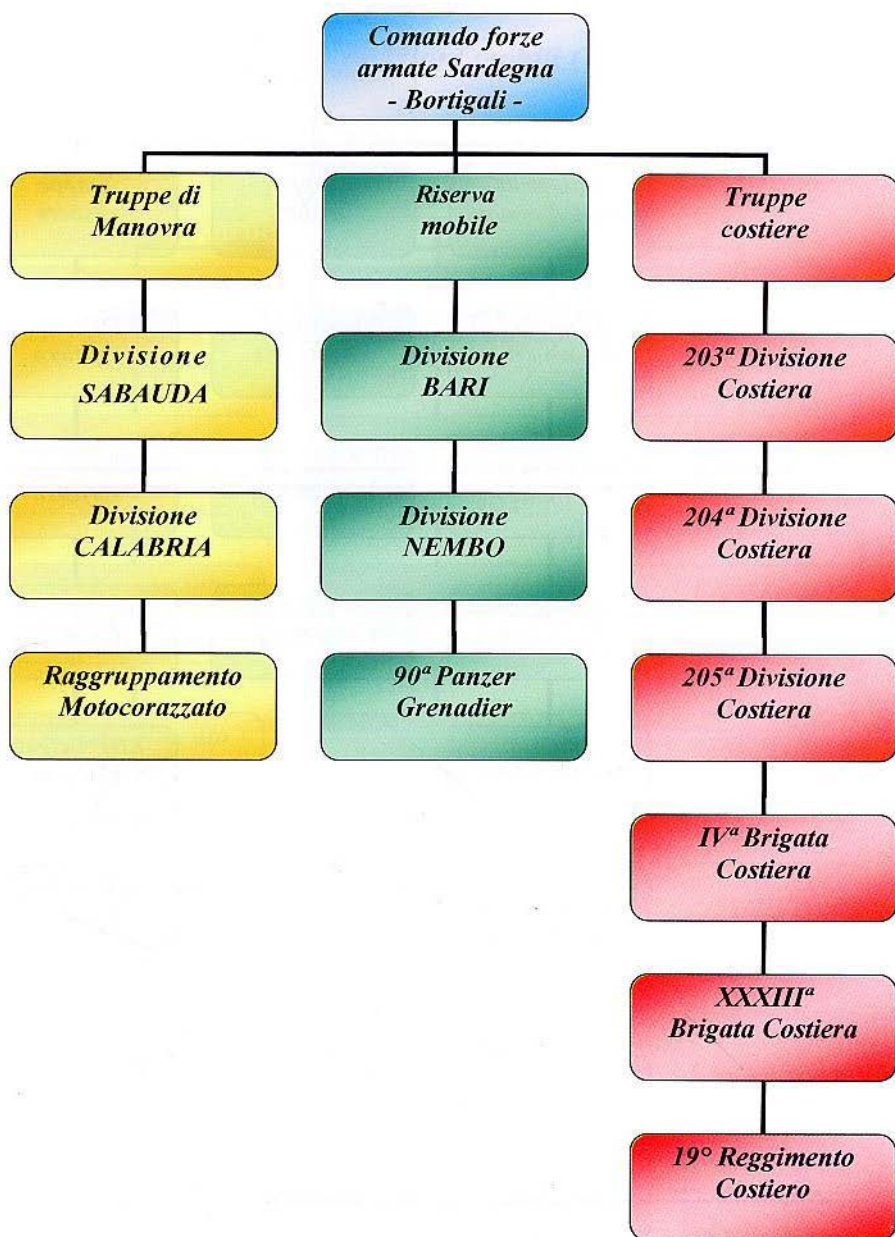 Comando forze
armate Sardegna
- Bortigali -
Truppe di
Manovra
Divisione
SABAUDA
Divisione
CALABRIA
Raggruppamento
Motocorazzato
Riserva
mobile
Divisione
BARI
Divisione
NEMBO
90ª Panzer
Grenadier
Truppe
costiere
203ª Divisione
Costiera
204ª Divisione
Costiera
205ª Divisione
Costiera
IVª Brigata
Costiera
XXXIIIª
Brigata Costiera
19° Reggimento
Costiero